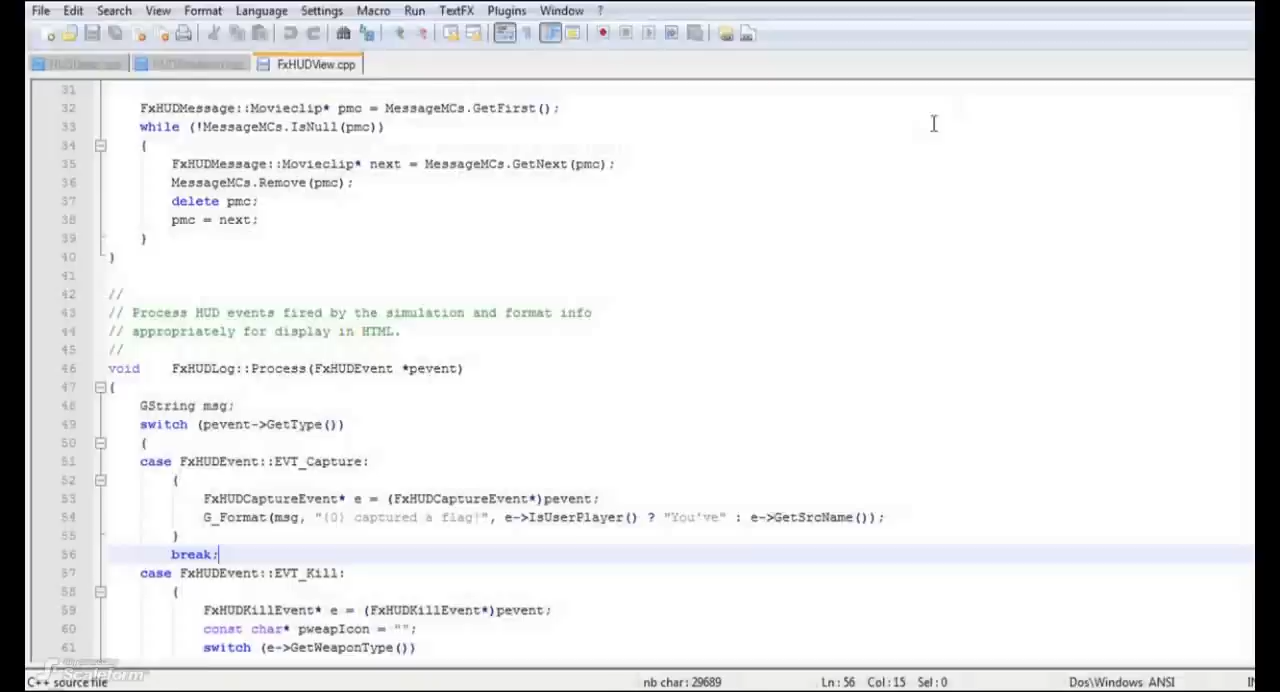 File Edit Search View Format Language Settings Macro Run TextFX Plugins Window ?
FxHUDView.cpp
31
32 FxHUDMessage::Movieclip* pmc = MessageMCs.GetFirst();
33 while (!MessageMCs.IsNull(pmc))
34 {
35 FxHUDMessage::Movieclip* next = MessageMCs.GetNext(pmc);
36 MessageMCs.Remove(pmc);
37 delete pmc;
38 pmc = next;
39 }
40 }
41
42 //
43 // Process HUD events fired by the simulation and format info
44 // appropriately for display in HTML.
45 //
46 void FxHUDLog::Process(FxHUDEvent *pevent)
47 {
48 GString msg;
49 switch (pevent->GetType())
50 {
51 case FxHUDEvent::EVT_Capture:
52 {
53 FxHUDCaptureEvent* e = (FxHUDCaptureEvent*)pevent;
54 G_Format(msg, "{0} captured a flag!", e->IsUserPlayer() ? "You've" : e->GetSrcName());
55 }
56 break;
57 case FxHUDEvent::EVT_Kill:
58 {
59 FxHUDKillEvent* e = (FxHUDKillEvent*)pevent;
60 const char* pweapIcon = "";
61 switch (e->GetWeaponType())
Scaleform
C++ source file nb char: 29689 Ln: 56 Col: 15 Sel: 0 Dos\Windows ANSI